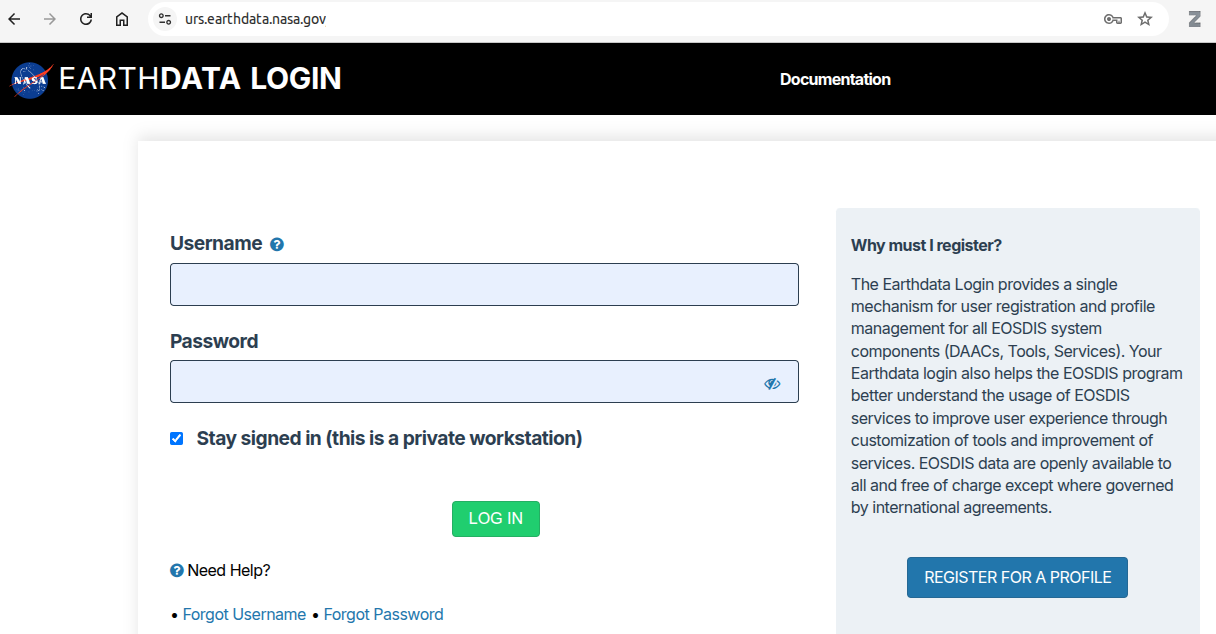 urs.earthdata.nasa.gov
NASA EARTHDATA LOGIN
Documentation
Username ?
Password
Stay signed in (this is a private workstation)
LOG IN
? Need Help?
• Forgot Username • Forgot Password
Why must I register?
The Earthdata Login provides a single
mechanism for user registration and profile
management for all EOSDIS system
components (DAACs, Tools, Services). Your
Earthdata login also helps the EOSDIS program
better understand the usage of EOSDIS
services to improve user experience through
customization of tools and improvement of
services. EOSDIS data are openly available to
all and free of charge except where governed
by international agreements.
REGISTER FOR A PROFILE
Z